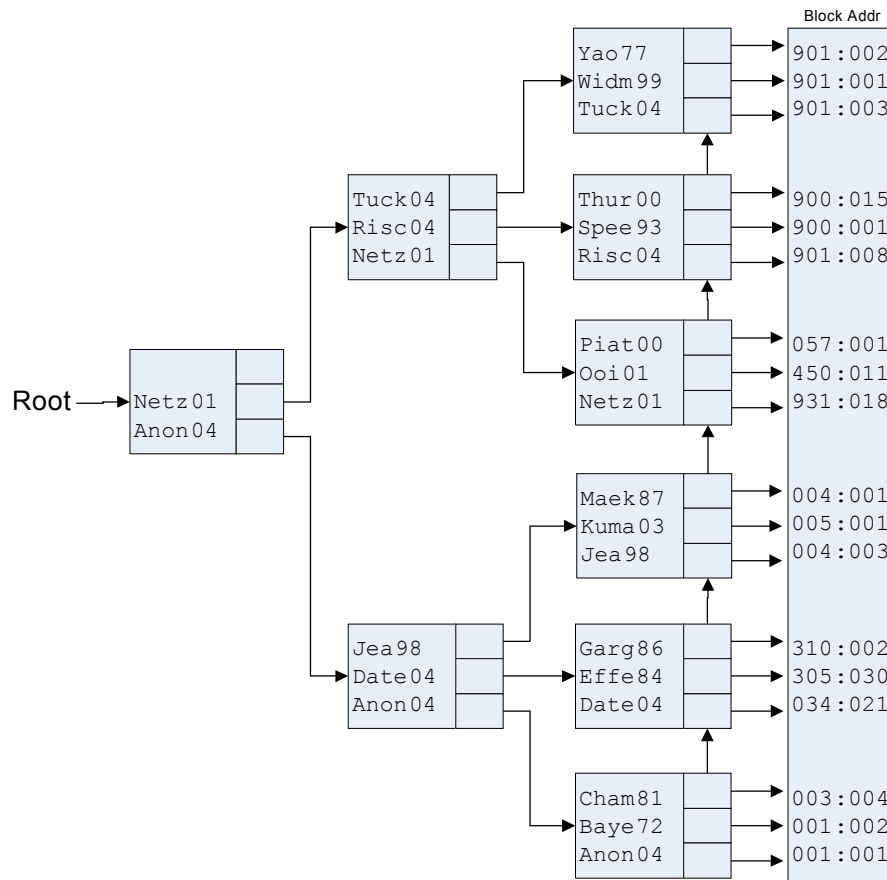 Block Addr
Yao77
Widm99
Tuck04
901:002
901:001
901:003
Tuck04
Risc04
Netz01
Thur00
Spee93
Risc04
900:015
900:001
901:008
Piat00
Ooi01
Netz01
057:001
450:011
931:018
Root
Netz01
Anon04
Maek87
Kuma03
Jea98
004:001
005:001
004:003
Jea98
Date04
Anon04
Garg86
Effe84
Date04
310:002
305:030
034:021
Cham81
Baye72
Anon04
003:004
001:002
001:001